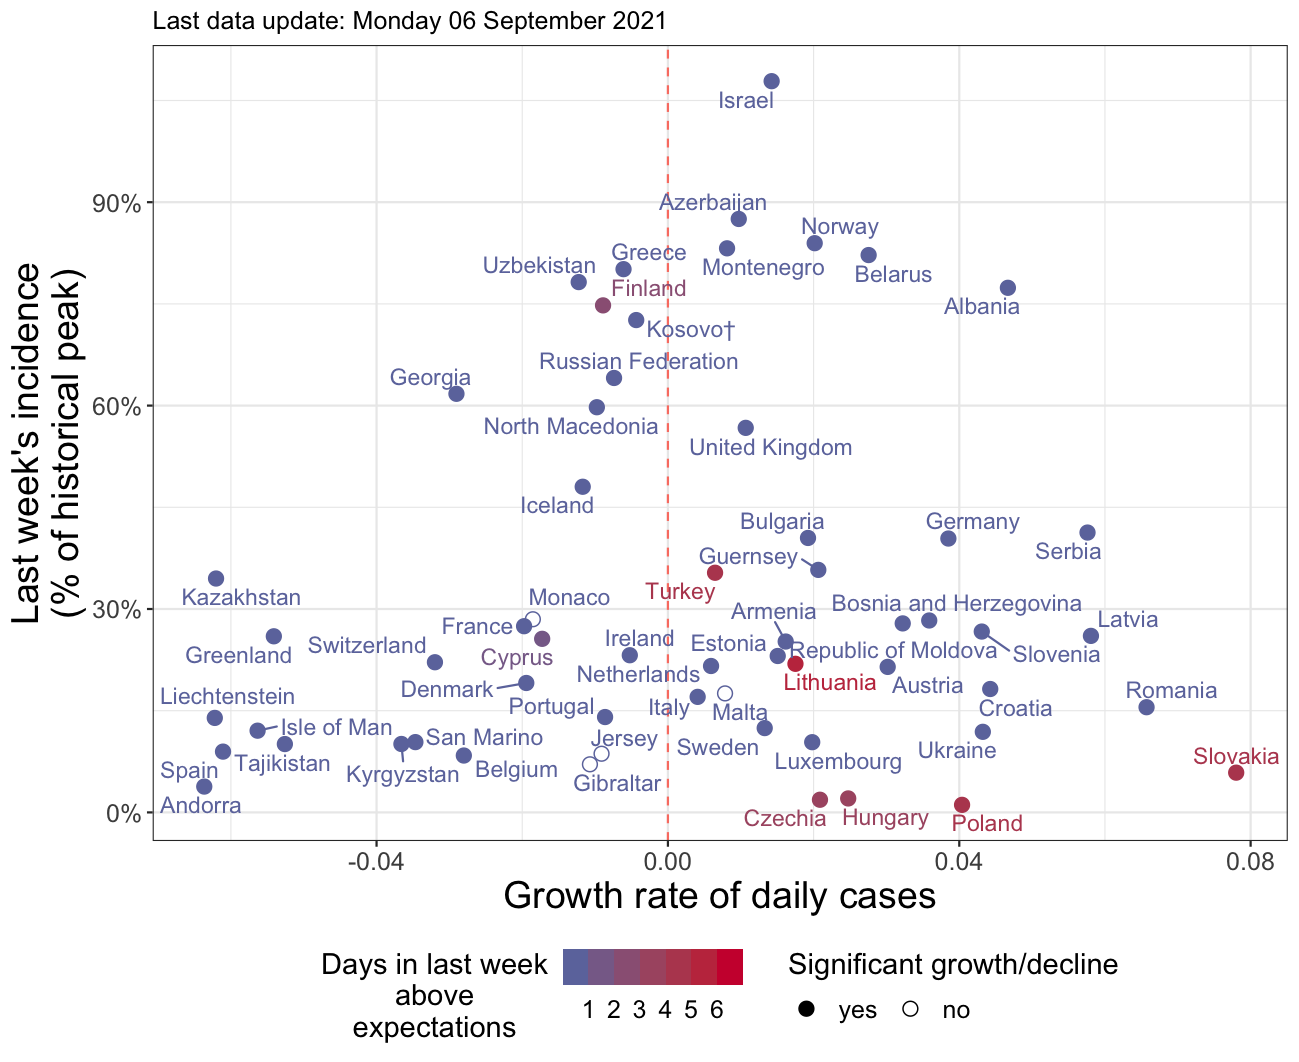 Last data update: Monday 06 September 2021
Last week's incidence
(% of historical peak)
90%
60%
30%
0%
Israel
Azerbaijan
Norway
Greece
Uzbekistan
Montenegro
Belarus
Finland
Albania
Kosovo†
Russian Federation
Georgia
North Macedonia
United Kingdom
Iceland
Bulgaria
Germany
Serbia
Guernsey
Turkey
Kazakhstan
Monaco
Armenia
Bosnia and Herzegovina
Latvia
France
Ireland
Estonia
Switzerland
Republic of Moldova
Slovenia
Greenland
Cyprus
Netherlands
Lithuania
Austria
Denmark
Romania
Liechtenstein
Portugal
Italy
Malta
Croatia
Isle of Man
San Marino
Jersey
Sweden
Ukraine
Slovakia
Tajikistan
Luxembourg
Spain
Kyrgyzstan
Belgium
Gibraltar
Andorra
Czechia
Hungary
Poland
-0.04
0.00
0.04
0.08
Growth rate of daily cases
Days in last week
above
expectations
1 2 3 4 5 6
Significant growth/decline
yes
no